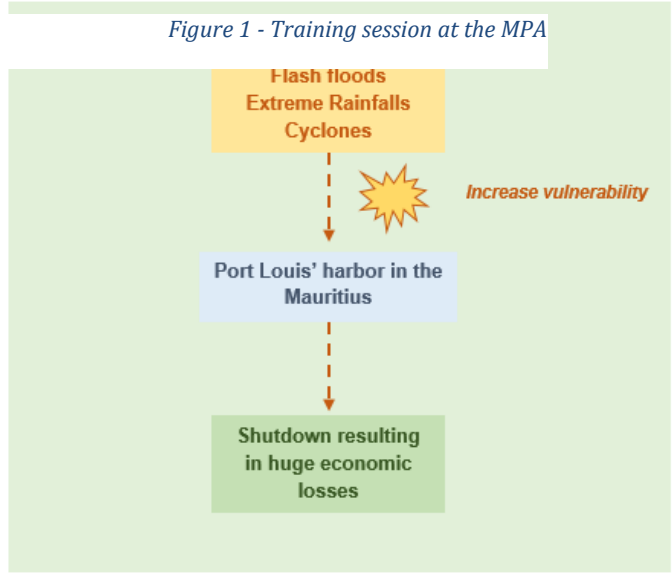 Figure 1 - Training session at the MPA
Flash floods
Extreme Rainfalls
Cyclones
Increase vulnerability
Port Louis’ harbor in the
Mauritius
Shutdown resulting
in huge economic
losses